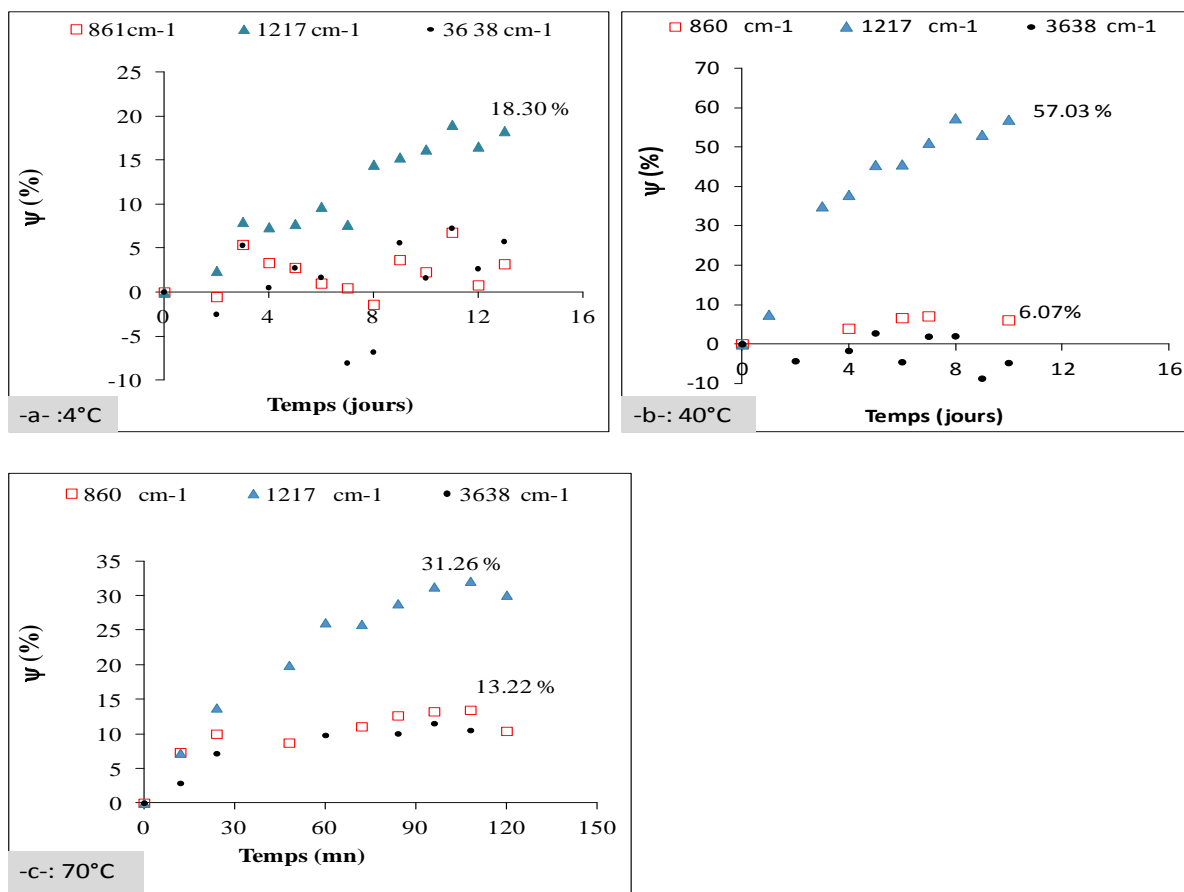 861cm-1 1217 cm-1 36 38 cm-1
25
20
15
10
5
0
-5
-10
ψ (%)
18.30 %
0 4 8 12 16
Temps (jours)
-a- :4°C
860 cm-1 1217 cm-1 3638 cm-1
70
60
50
40
30
20
10
0
-10
ψ (%)
57.03 %
6.07%
0 4 8 12 16
Temps (jours)
-b-: 40°C
860 cm-1 1217 cm-1 3638 cm-1
35
30
25
20
15
10
5
0
ψ (%)
31.26 %
13.22 %
0 30 60 90 120 150
Temps (mn)
-c-: 70°C